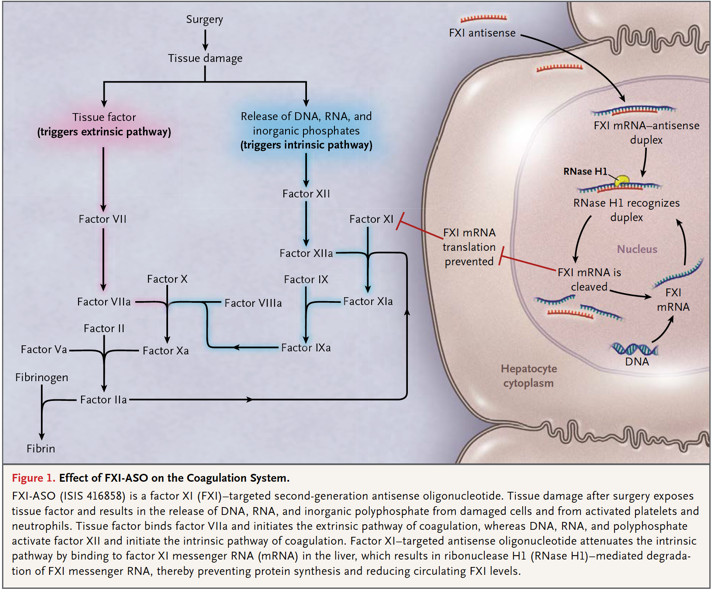 Surgery
Tissue damage
Tissue factor
(triggers extrinsic pathway)
Release of DNA, RNA, and
inorganic phosphates
(triggers intrinsic pathway)
Factor XII
Factor VII
Factor XI
Factor XIIa
Factor X
Factor IX
Factor VIIa
Factor VIIIa
Factor XIa
Factor II
Factor Va
Factor Xa
Factor IXa
Fibrinogen
Factor IIa
Fibrin
FXI antisense
FXI mRNA–antisense
duplex
RNase H1
RNase H1 recognizes
duplex
Nucleus
FXI mRNA
translation
prevented
FXI mRNA is
cleaved
FXI
mRNA
DNA
Hepatocyte
cytoplasm
Figure 1. Effect of FXI-ASO on the Coagulation System.
FXI-ASO (ISIS 416858) is a factor XI (FXI)–targeted second-generation antisense oligonucleotide. Tissue damage after surgery exposes
tissue factor and results in the release of DNA, RNA, and inorganic polyphosphate from damaged cells and from activated platelets and
neutrophils. Tissue factor binds factor VIIa and initiates the extrinsic pathway of coagulation, whereas DNA, RNA, and polyphosphate
activate factor XII and initiate the intrinsic pathway of coagulation. Factor XI–targeted antisense oligonucleotide attenuates the intrinsic
pathway by binding to factor XI messenger RNA (mRNA) in the liver, which results in ribonuclease H1 (RNase H1)–mediated degrada-
tion of FXI messenger RNA, thereby preventing protein synthesis and reducing circulating FXI levels.